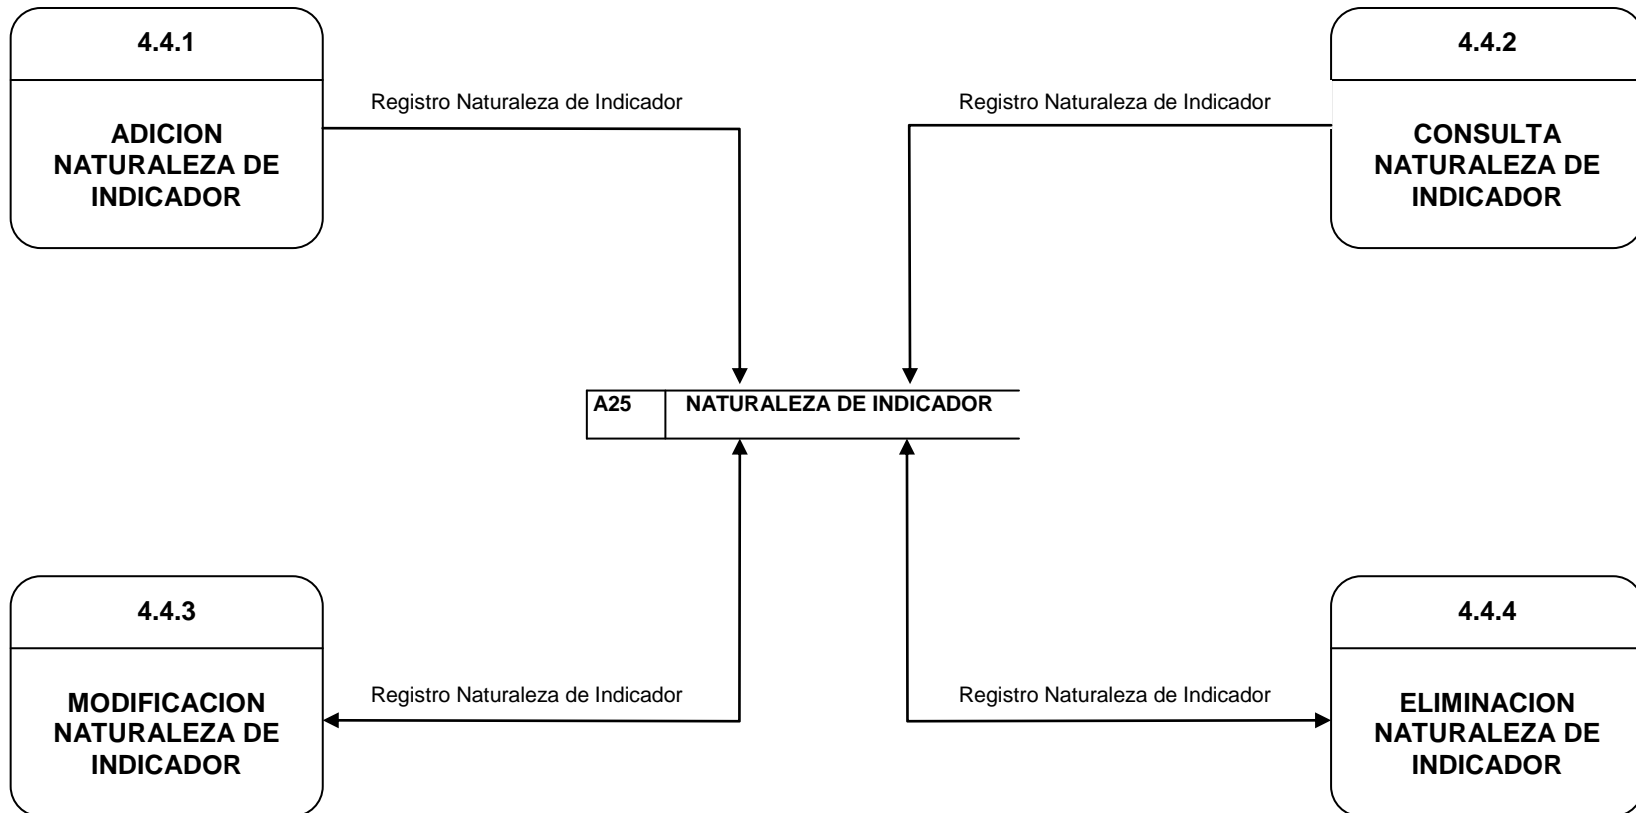 4.4.1
ADICION
NATURALEZA DE
INDICADOR
Registro Naturaleza de Indicador
Registro Naturaleza de Indicador
4.4.2
CONSULTA
NATURALEZA DE
INDICADOR
A25 NATURALEZA DE INDICADOR
4.4.3
MODIFICACION
NATURALEZA DE
INDICADOR
Registro Naturaleza de Indicador
Registro Naturaleza de Indicador
4.4.4
ELIMINACION
NATURALEZA DE
INDICADOR